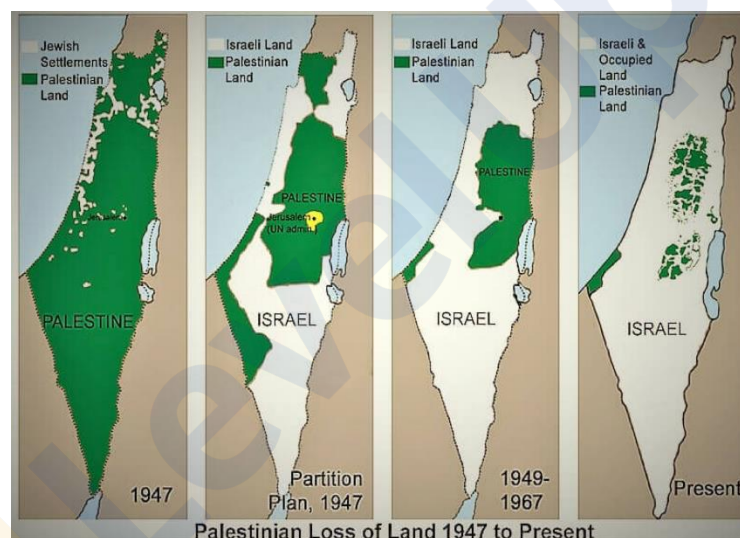 Jewish
Settlements
Palestinian
Land
Jerusalem
PALESTINE
1947
Israeli Land
Palestinian
Land
PALESTINE
Jerusalem
(UN admin.)
ISRAEL
Partition
Plan, 1947
Israeli Land
Palestinian
Land
PALESTINE
ISRAEL
1949-
1967
Israeli &
Occupied
Land
Palestinian
Land
ISRAEL
Present
Palestinian Loss of Land 1947 to Present